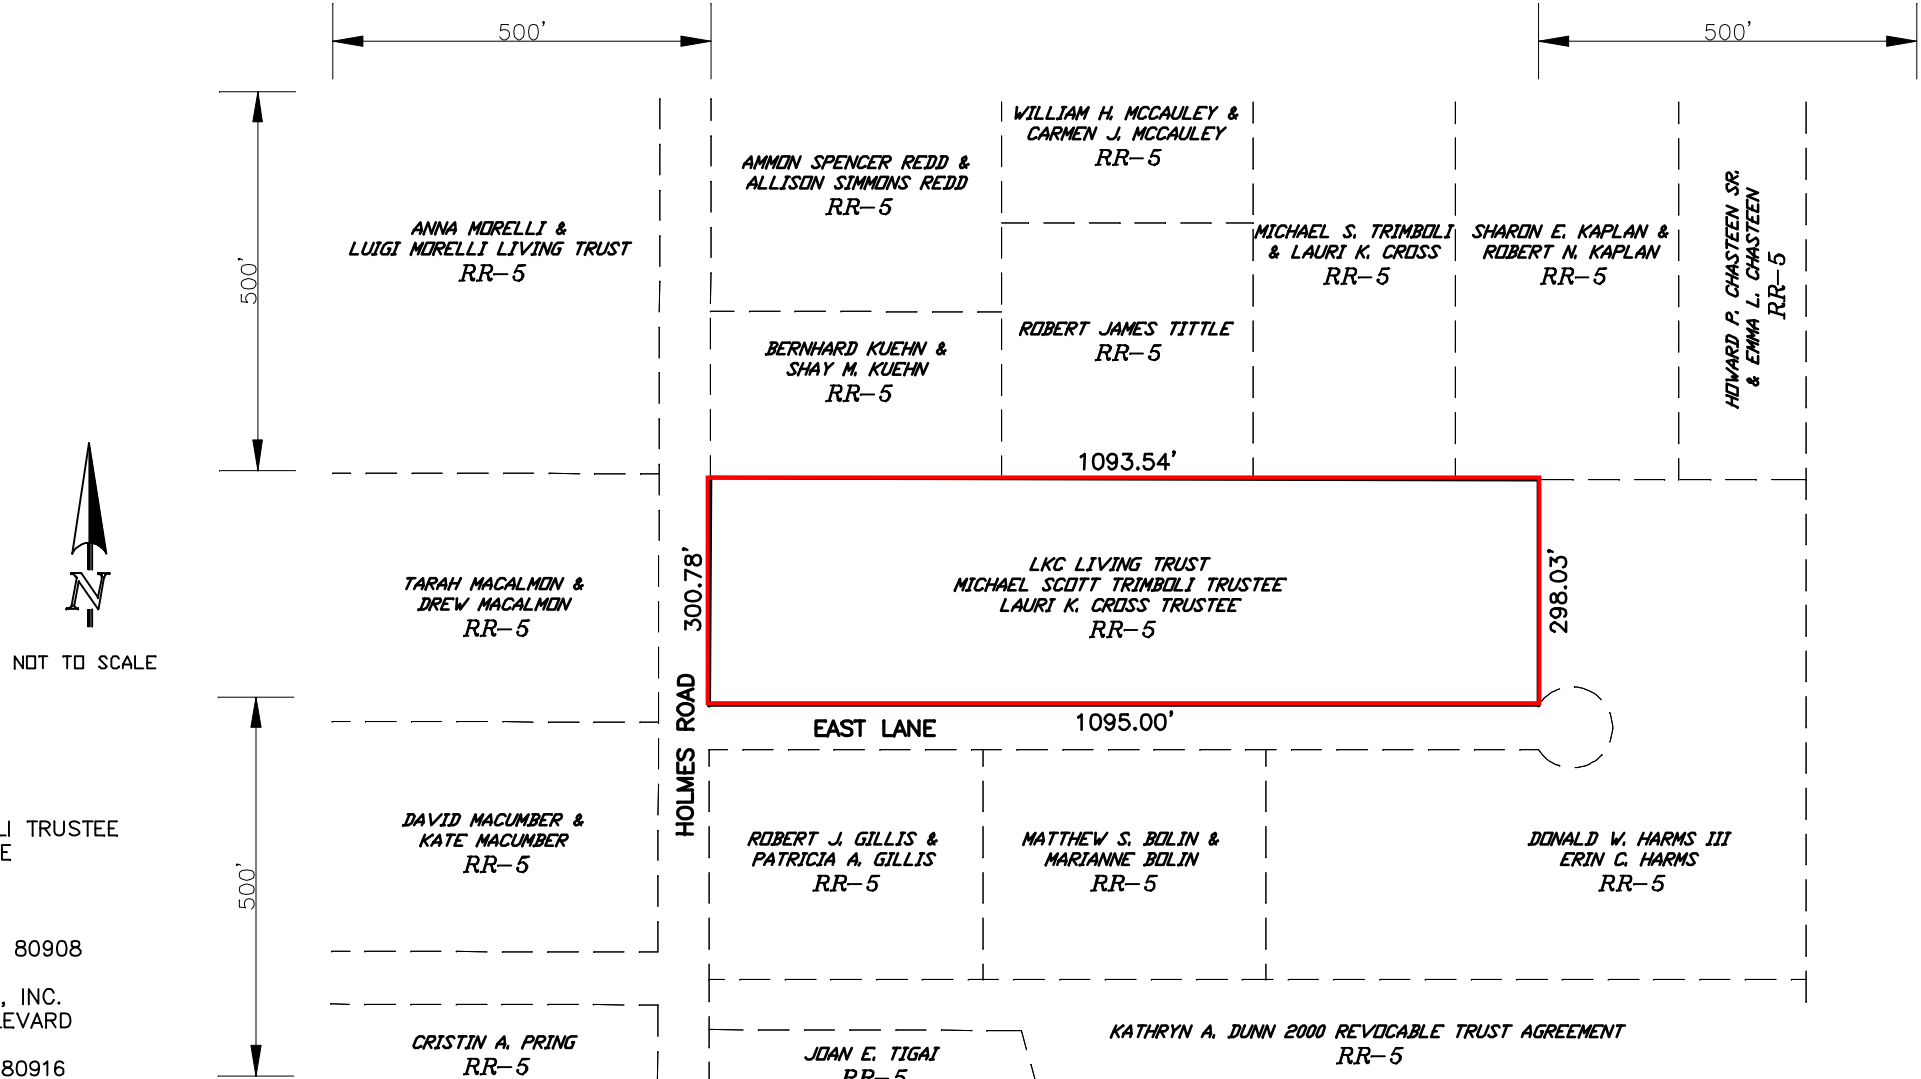 500'
500'
WILLIAM H. MCCAULEY &
CARMEN J. MCCAULEY
RR-5
AMMON SPENCER REDD &
ALLISON SIMMONS REDD
RR-5
ANNA MORELLI &
LUIGI MORELLI LIVING TRUST
RR-5
MICHAEL S. TRIMBOLI
& LAURI K. CROSS
RR-5
SHARON E. KAPLAN &
ROBERT N. KAPLAN
RR-5
HOWARD P. CHASTEEN SR.
& EMMA L. CHASTEEN
RR-5
500'
ROBERT JAMES TITTLE
RR-5
BERNHARD KUEHN &
SHAY M. KUEHN
RR-5
1093.54'
N
NOT TO SCALE
TARAH MACALMON &
DREW MACALMON
RR-5
300.78'
LKC LIVING TRUST
MICHAEL SCOTT TRIMBOLI TRUSTEE
LAURI K. CROSS TRUSTEE
RR-5
298.03'
HOLMES ROAD
EAST LANE
1095.00'
LI TRUSTEE
E
500'
DAVID MACUMBER &
KATE MACUMBER
RR-5
ROBERT J. GILLIS &
PATRICIA A. GILLIS
RR-5
MATTHEW S. BOLIN &
MARIANNE BOLIN
RR-5
DONALD W. HARMS III
ERIN C. HARMS
RR-5
80908
, INC.
LEVARD
80916
CRISTIN A. PRING
RR-5
JOAN E. TIGAI
RR-5
KATHRYN A. DUNN 2000 REVOCABLE TRUST AGREEMENT
RR-5